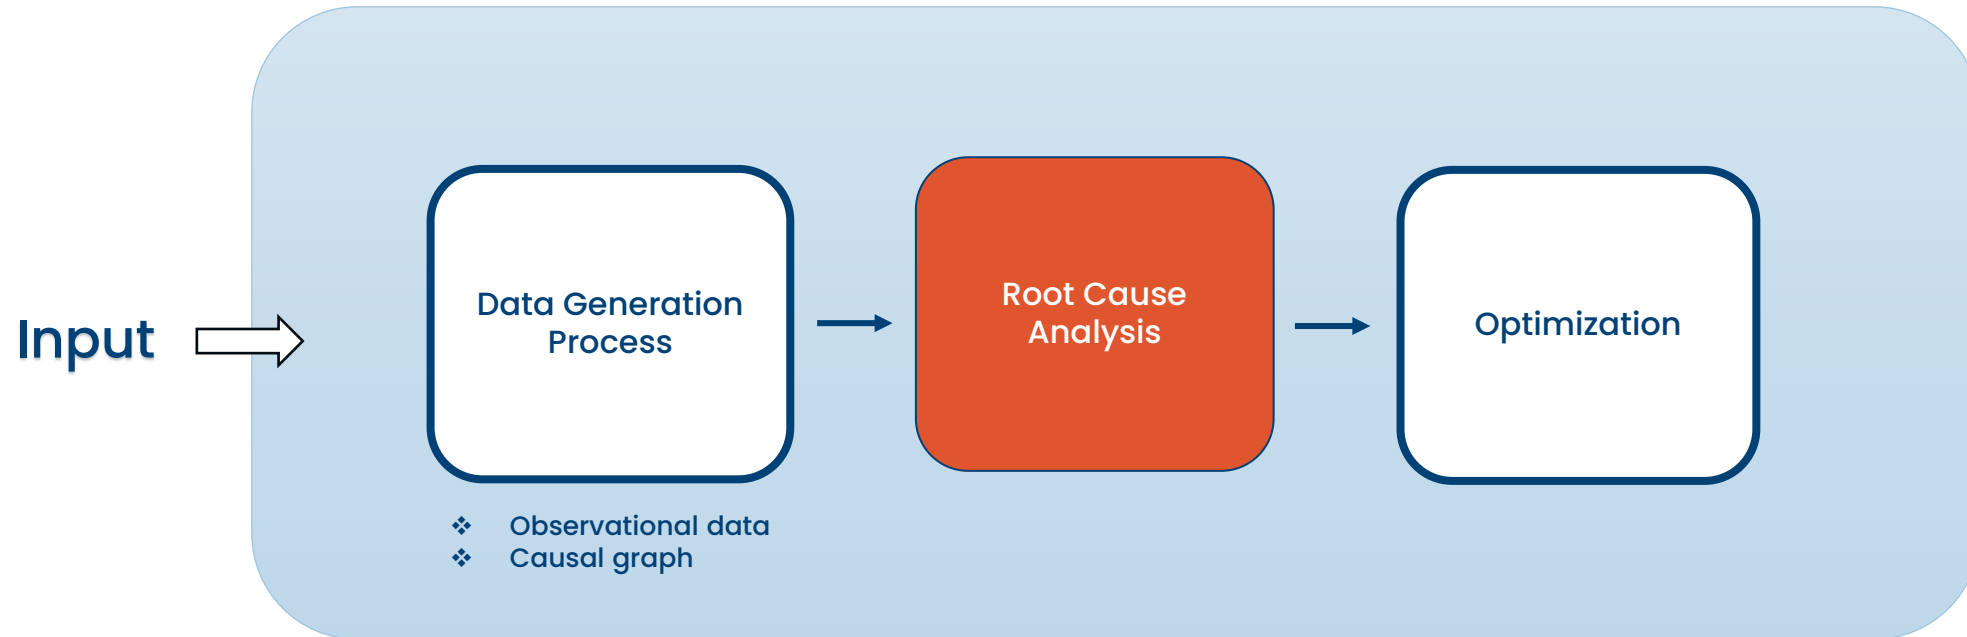 Input
Data Generation
Process
Root Cause
Analysis
Optimization
❖ Observational data
❖ Causal graph